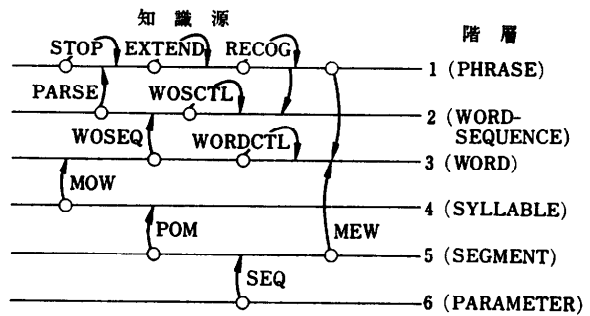 知 識 源
階 層
STOP EXTEND RECOG
1 (PHRASE)
PARSE WOSCTL
2 (WORD-
SEQUENCE)
WOSEQ WORDCTL
3 (WORD)
MOW
4 (SYLLABLE)
POM MEW
5 (SEGMENT)
SEQ
6 (PARAMETER)